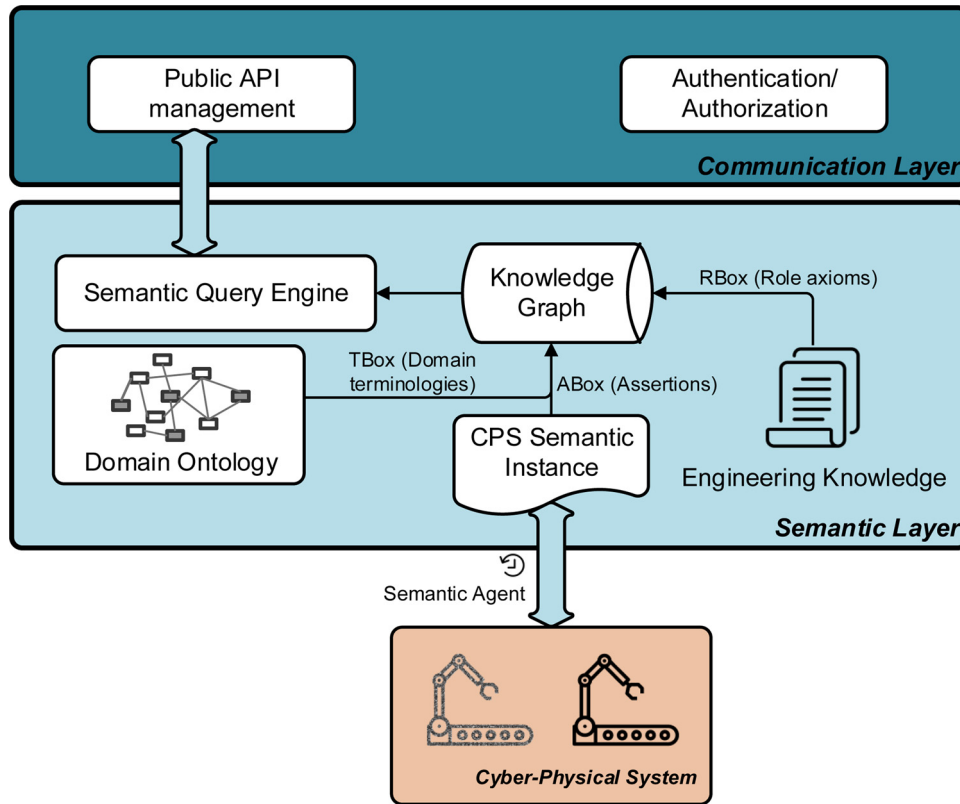 Public API
management
Authentication/
Authorization
Communication Layer
Semantic Query Engine
Knowledge
Graph
RBox (Role axioms)
TBox (Domain
terminologies)
ABox (Assertions)
Domain Ontology
CPS Semantic
Instance
Engineering Knowledge
Semantic Layer
Semantic Agent
Cyber-Physical System